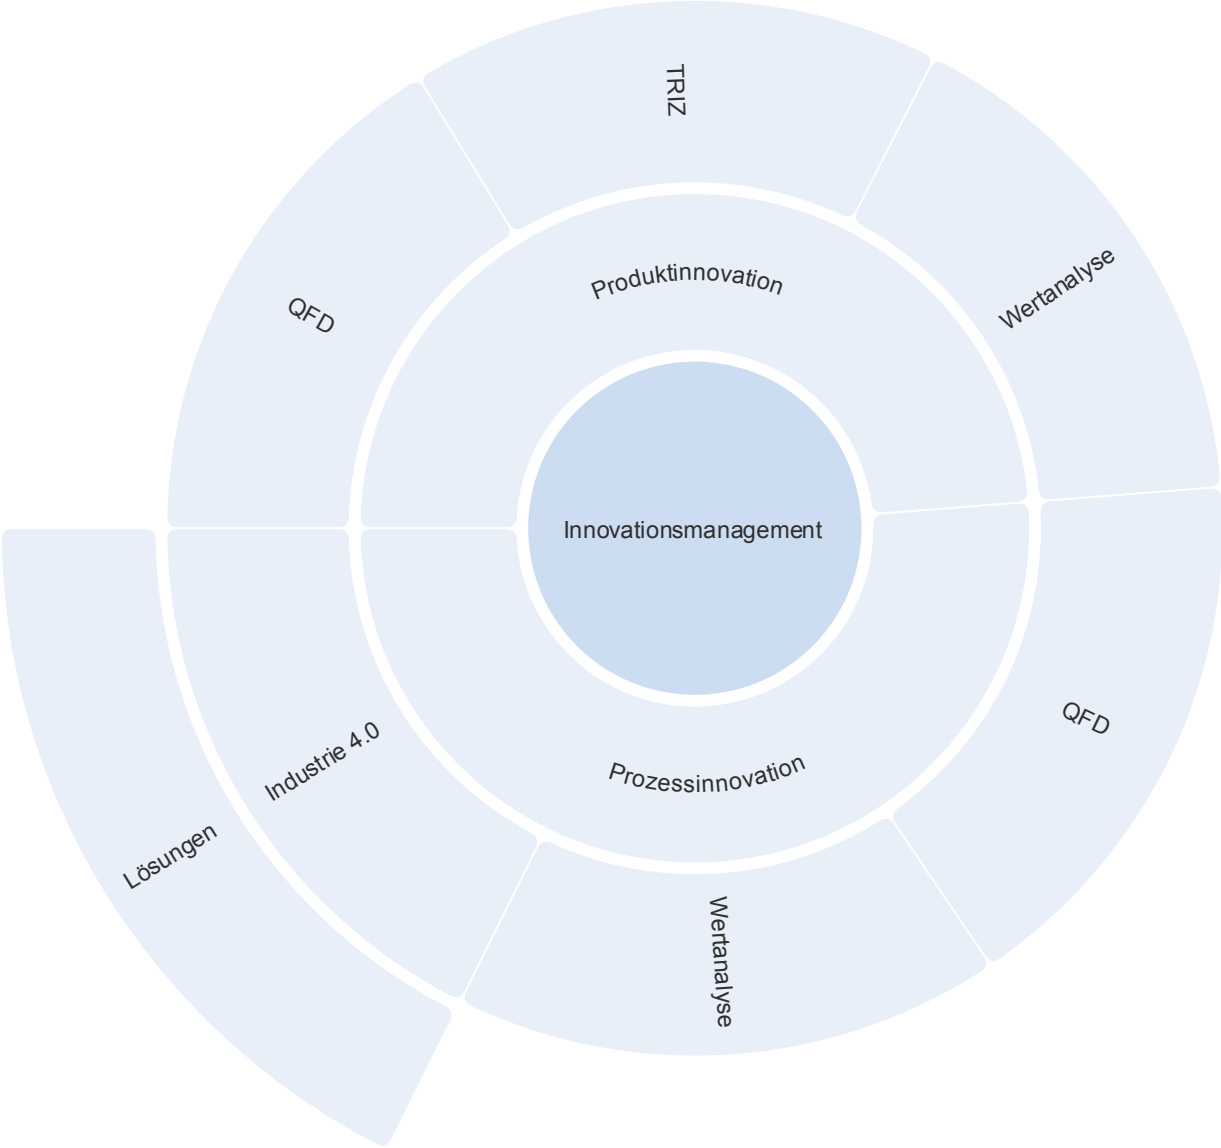 TRIZ
Wertanalyse
Produktinnovation
QFD
Innovationsmanagement
QFD
Industrie 4.0
Prozessinnovation
Lösungen
Wertanalyse